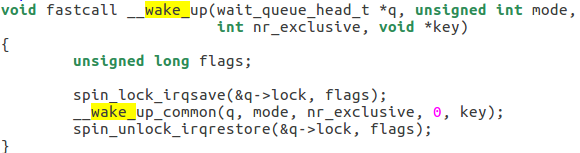 void fastcall __wake_up(wait_queue_head_t *q, unsigned int mode,
                        int nr_exclusive, void *key)
{
        unsigned long flags;

        spin_lock_irqsave(&q->lock, flags);
        __wake_up_common(q, mode, nr_exclusive, 0, key);
        spin_unlock_irqrestore(&q->lock, flags);
}